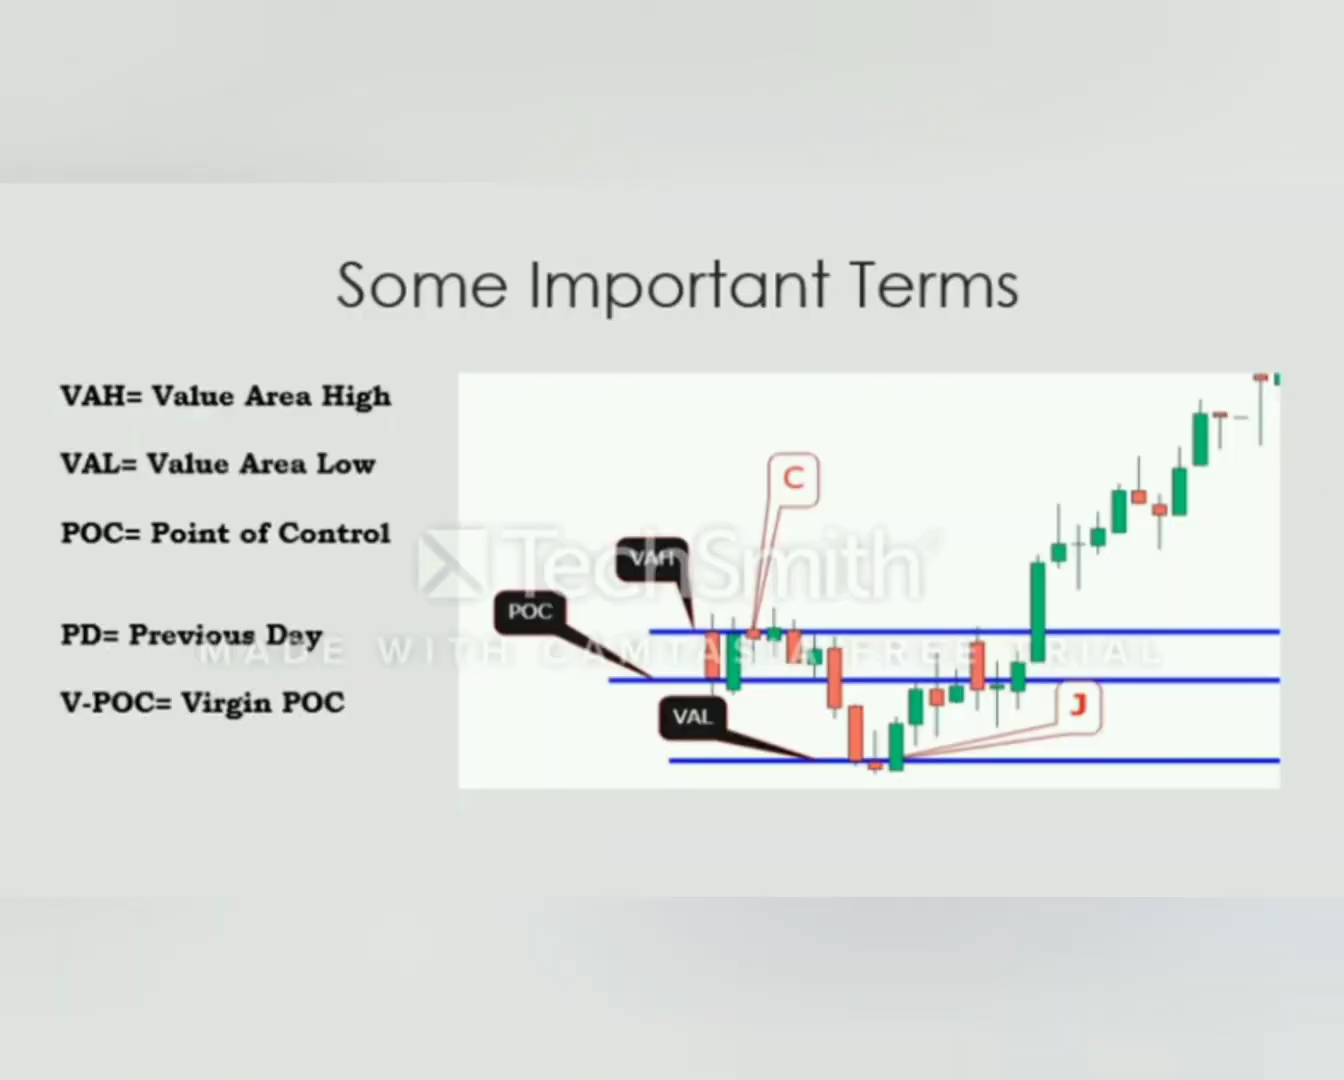 Some Important Terms
VAH= Value Area High
VAL= Value Area Low
POC= Point of Control
PD= Previous Day
V-POC= Virgin POC
C
VAH
POC
VAL
J
TechSmith
MADE WITH CAMTASIA FREE TRIAL